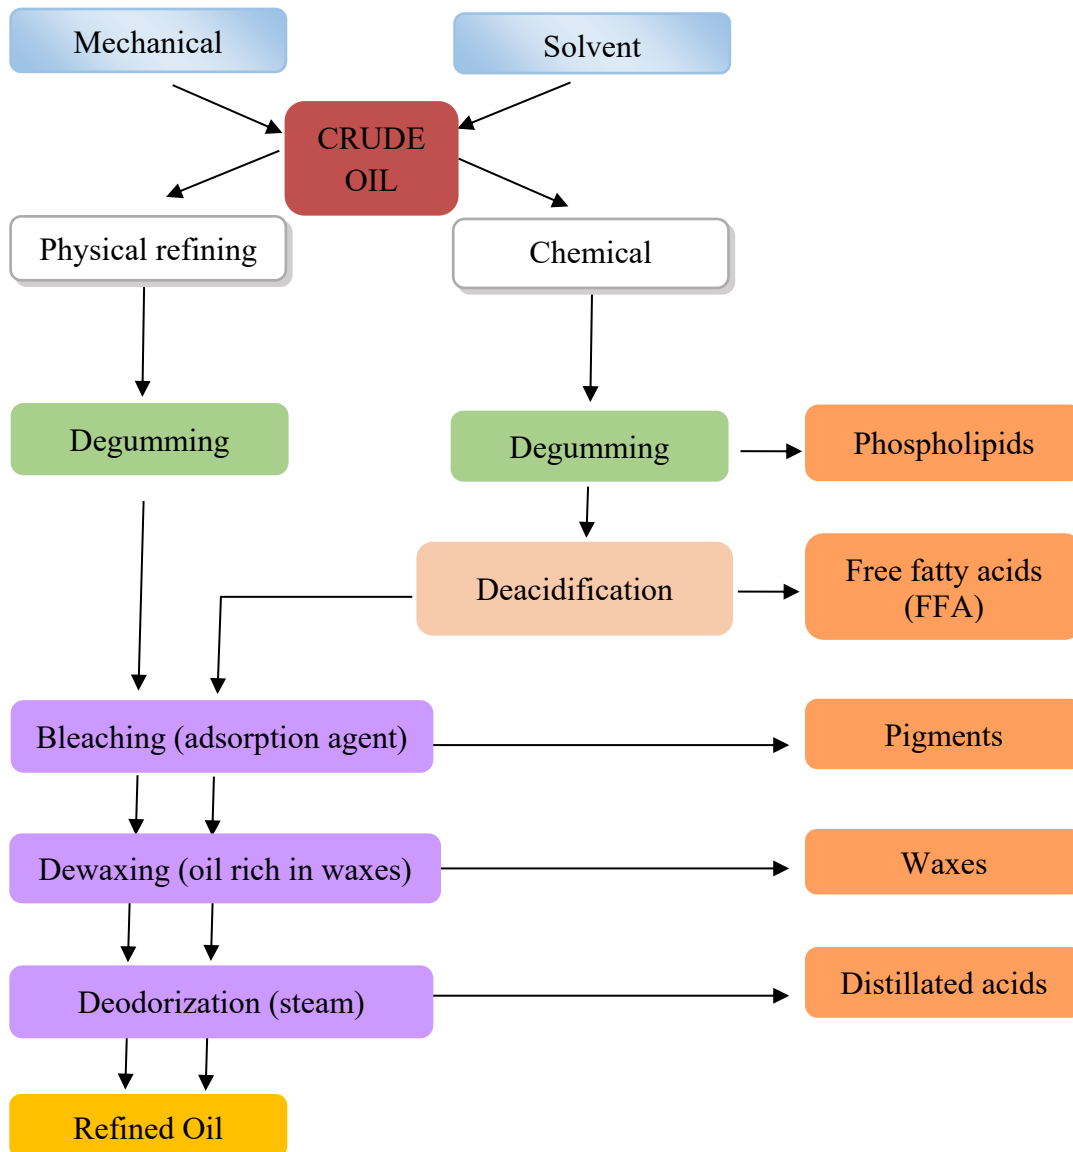 Mechanical
Solvent
CRUDE
OIL
Physical refining
Chemical
Degumming
Degumming
Phospholipids
Deacidification
Free fatty acids
(FFA)
Bleaching (adsorption agent)
Pigments
Dewaxing (oil rich in waxes)
Waxes
Deodorization (steam)
Distillated acids
Refined Oil